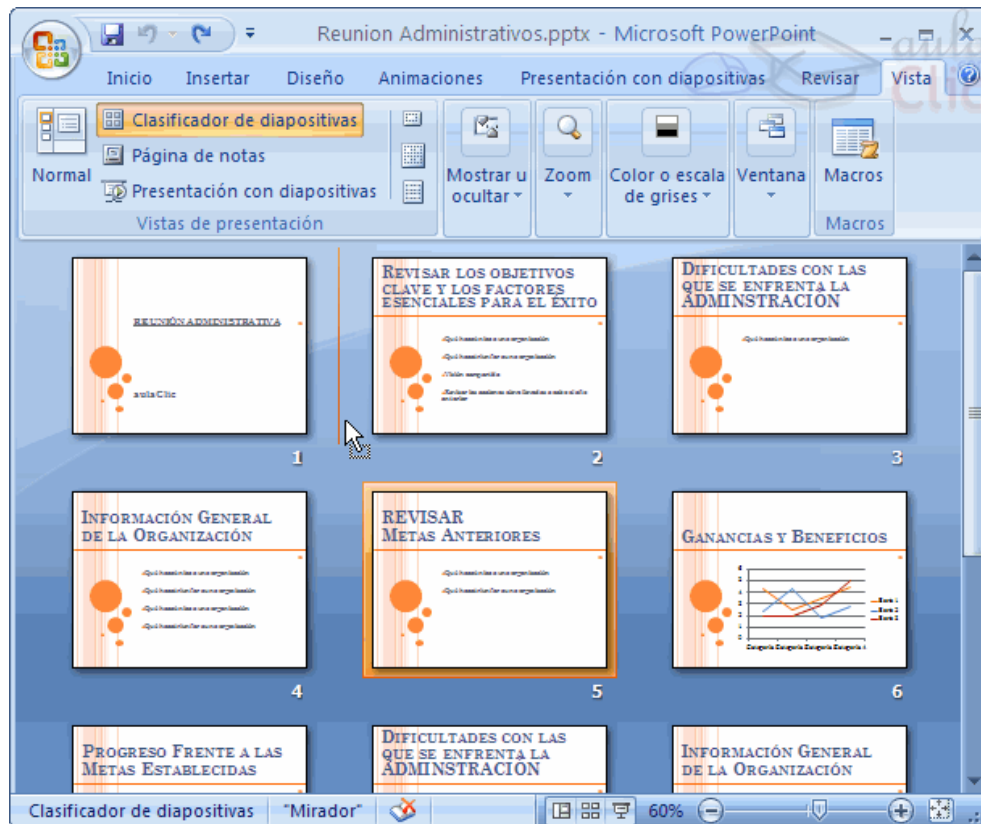 Reunion Administrativos.pptx - Microsoft PowerPoint
aula
Clic
Inicio Insertar Diseño Animaciones Presentación con diapositivas Revisar Vista
Normal
Clasificador de diapositivas
Página de notas
Presentación con diapositivas
Vistas de presentación
Mostrar u
ocultar
Zoom
Color o escala
de grises
Ventana
Macros
Macros
REUNIÓN ADMINISTRATIVA
aulaClic
1
REVISAR LOS OBJETIVOS
CLAVE Y LOS FACTORES
ESENCIALES PARA EL ÉXITO
2
DIFICULTADES CON LAS
QUE SE ENFRENTA LA
ADMINSTRACIÓN
3
INFORMACIÓN GENERAL
DE LA ORGANIZACIÓN
4
REVISAR
METAS ANTERIORES
5
GANANCIAS Y BENEFICIOS
6
PROGRESO FRENTE A LAS
METAS ESTABLECIDAS
DIFICULTADES CON LAS
QUE SE ENFRENTA LA
ADMINSTRACIÓN
INFORMACIÓN GENERAL
DE LA ORGANIZACIÓN
Clasificador de diapositivas "Mirador" 60%